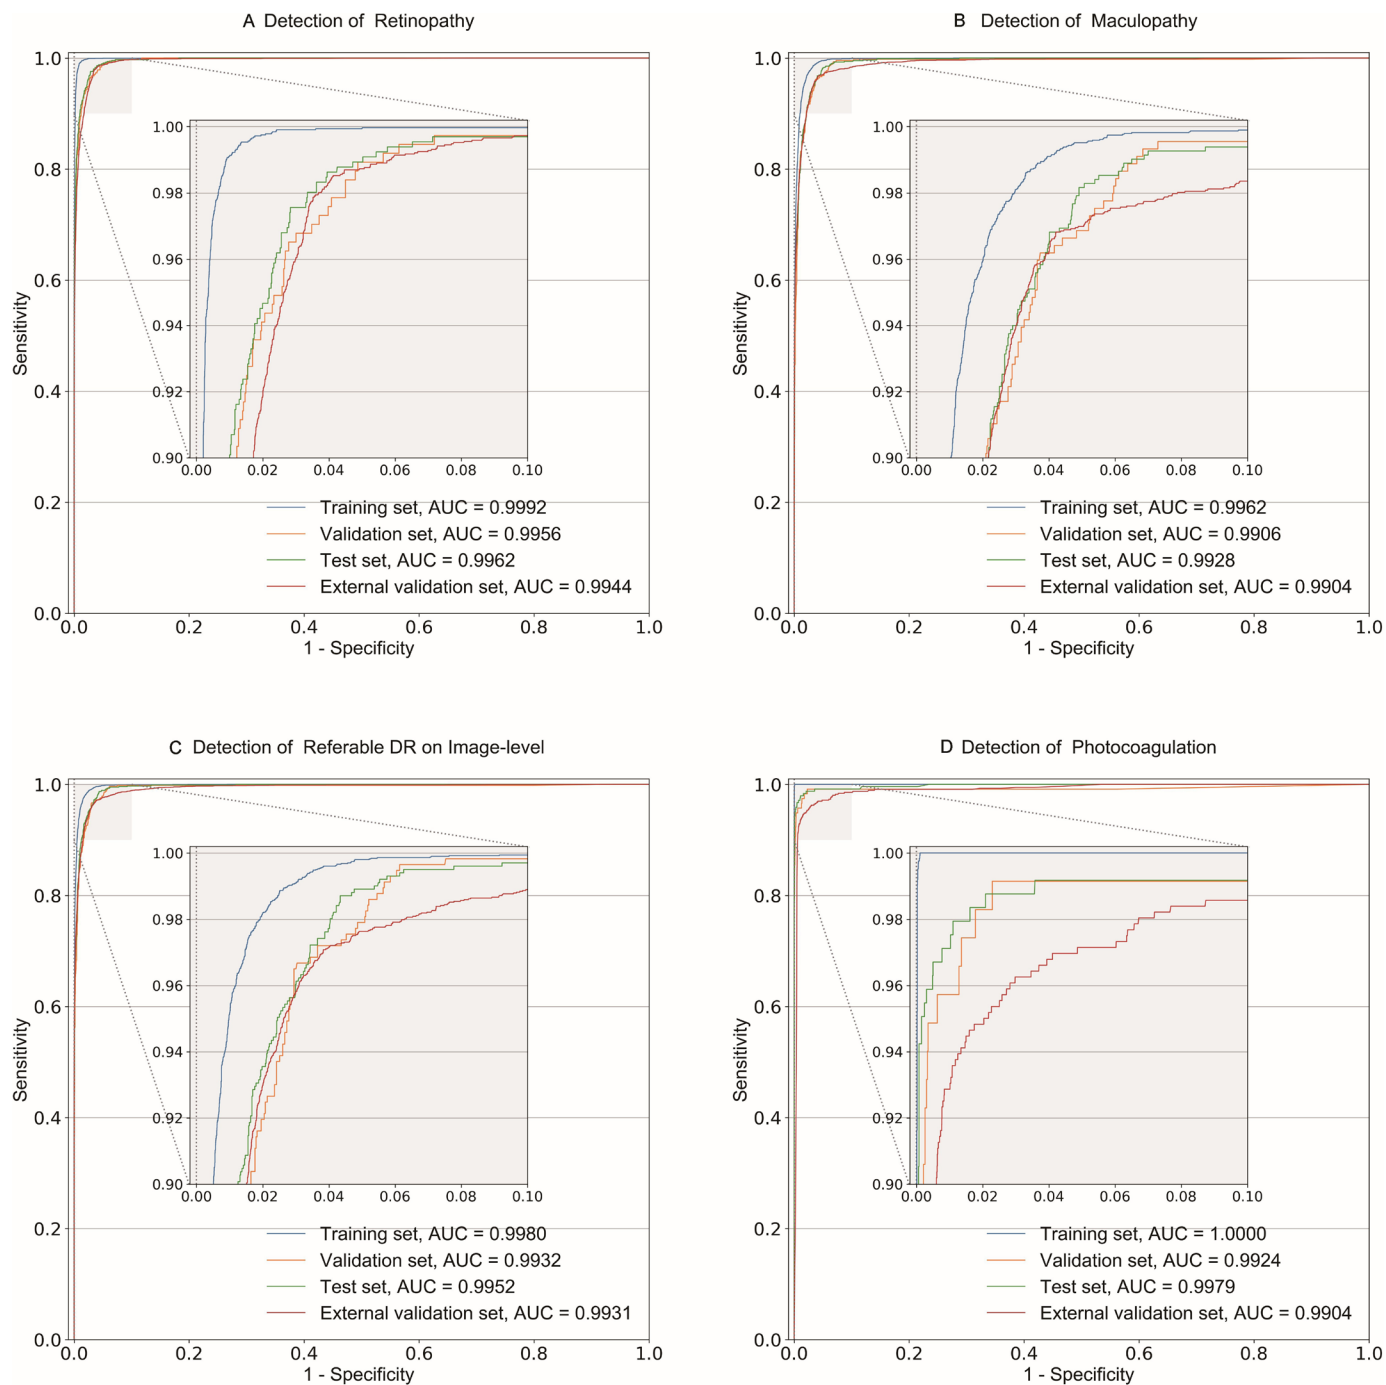 A Detection of Retinopathy
1.0
0.8
0.6
0.4
0.2
0.0
Sensitivity
1.00
0.98
0.96
0.94
0.92
0.90
0.00 0.02 0.04 0.06 0.08 0.10
Training set, AUC = 0.9992
Validation set, AUC = 0.9956
Test set, AUC = 0.9962
External validation set, AUC = 0.9944
0.0 0.2 0.4 0.6 0.8 1.0
1 - Specificity
B Detection of Maculopathy
1.0
0.8
0.6
0.4
0.2
0.0
Sensitivity
1.00
0.98
0.96
0.94
0.92
0.90
0.00 0.02 0.04 0.06 0.08 0.10
Training set, AUC = 0.9962
Validation set, AUC = 0.9906
Test set, AUC = 0.9928
External validation set, AUC = 0.9904
0.0 0.2 0.4 0.6 0.8 1.0
1 - Specificity
C Detection of Referable DR on Image-level
1.0
0.8
0.6
0.4
0.2
0.0
Sensitivity
1.00
0.98
0.96
0.94
0.92
0.90
0.00 0.02 0.04 0.06 0.08 0.10
Training set, AUC = 0.9980
Validation set, AUC = 0.9932
Test set, AUC = 0.9952
External validation set, AUC = 0.9931
0.0 0.2 0.4 0.6 0.8 1.0
1 - Specificity
D Detection of Photocoagulation
1.0
0.8
0.6
0.4
0.2
0.0
Sensitivity
1.00
0.98
0.96
0.94
0.92
0.90
0.00 0.02 0.04 0.06 0.08 0.10
Training set, AUC = 1.0000
Validation set, AUC = 0.9924
Test set, AUC = 0.9979
External validation set, AUC = 0.9904
0.0 0.2 0.4 0.6 0.8 1.0
1 - Specificity